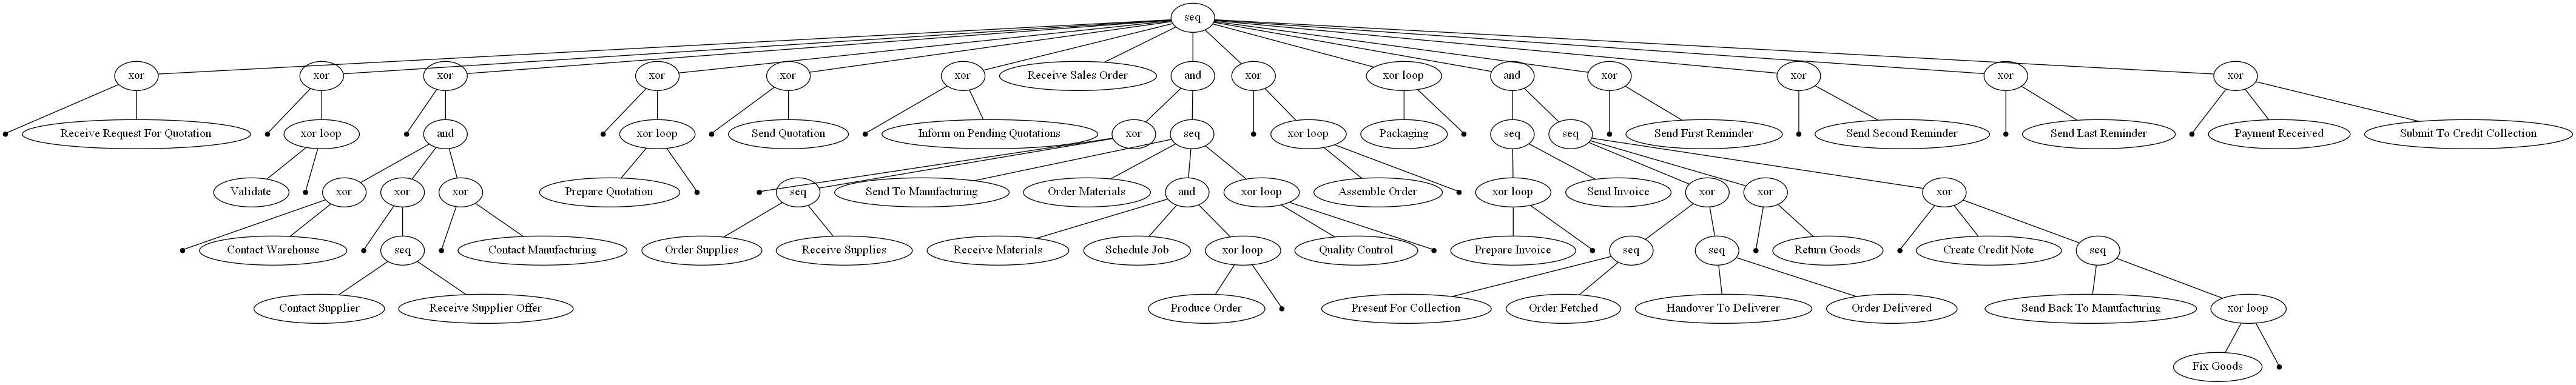 seq
xor
xor
xor
xor
xor
xor
Receive Sales Order
and
xor
xor loop
and
xor
xor
xor
xor
Receive Request For Quotation
xor loop
and
xor loop
Send Quotation
Inform on Pending Quotations
xor
seq
xor loop
Packaging
seq
seq
Send First Reminder
Send Second Reminder
Send Last Reminder
Payment Received
Submit To Credit Collection
Validate
xor
xor
xor
Prepare Quotation
seq
Send To Manufacturing
Order Materials
and
xor loop
Assemble Order
xor loop
Send Invoice
xor
xor
xor
Contact Warehouse
seq
Contact Manufacturing
Order Supplies
Receive Supplies
Receive Materials
Schedule Job
xor loop
Quality Control
Prepare Invoice
seq
seq
Return Goods
Create Credit Note
seq
Contact Supplier
Receive Supplier Offer
Produce Order
Present For Collection
Order Fetched
Handover To Deliverer
Order Delivered
Send Back To Manufacturing
xor loop
Fix Goods